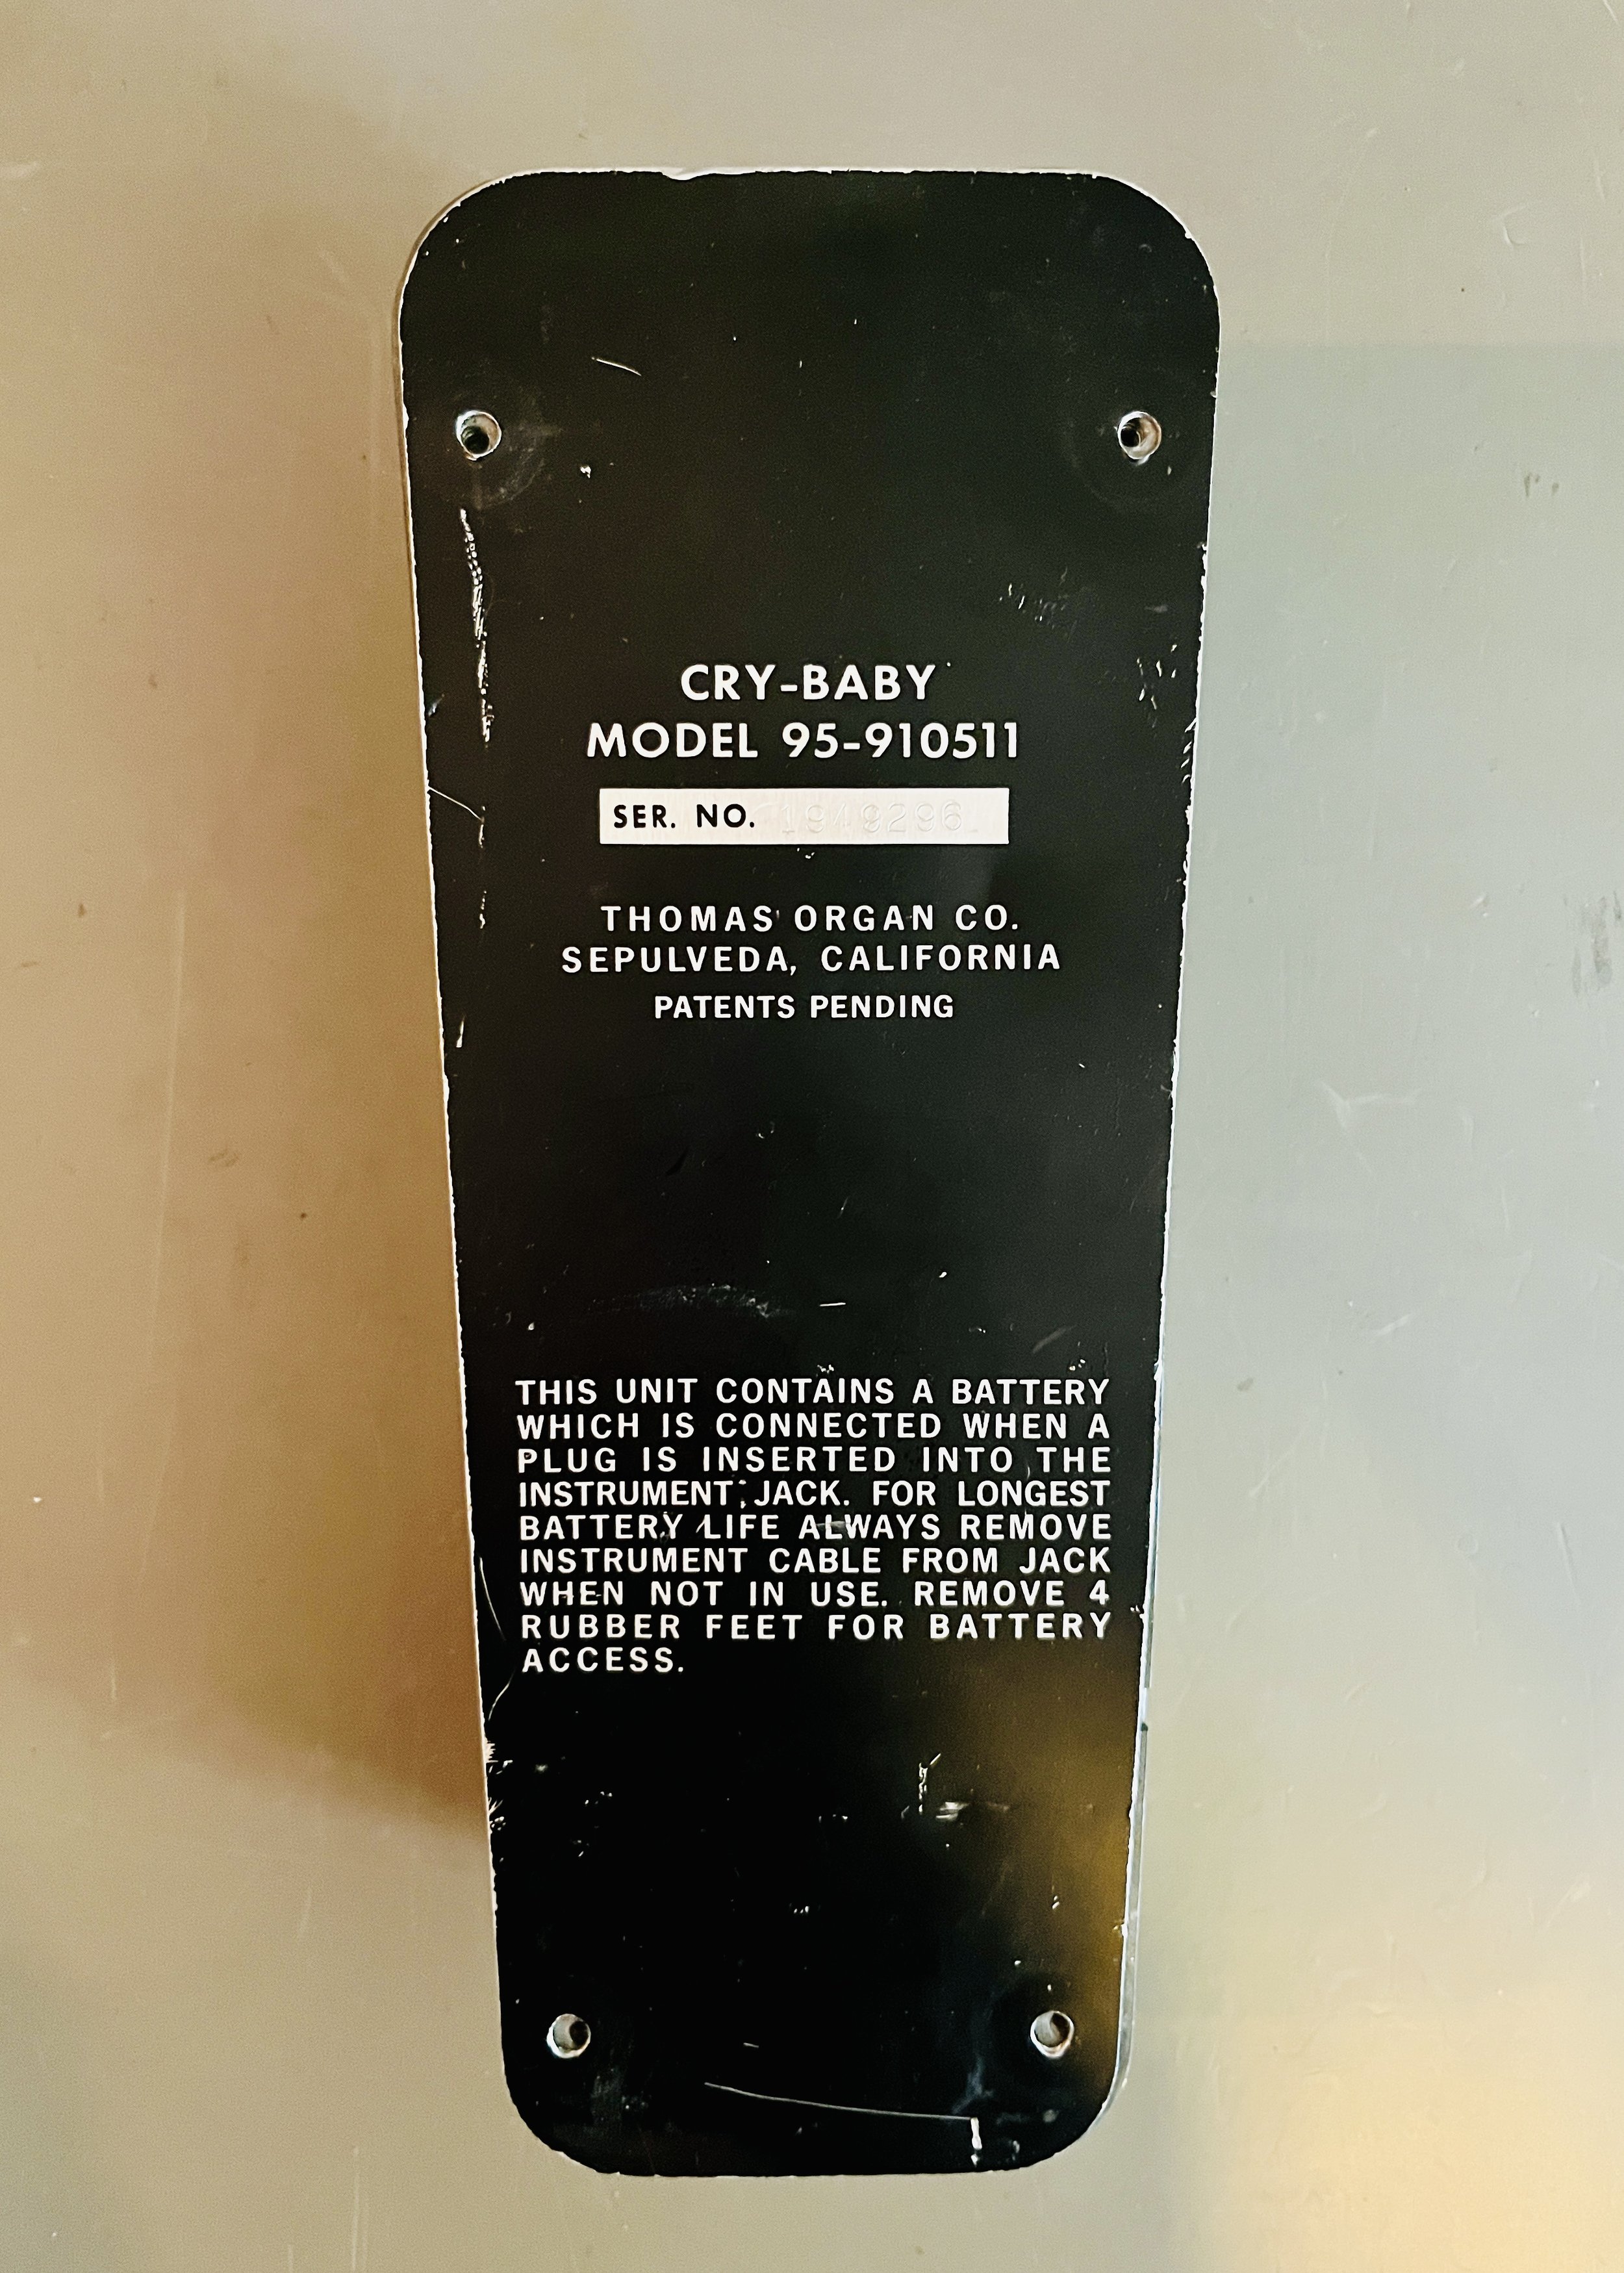 CRY-BABY
MODEL 95-910511
SER. NO. 1949296
THOMAS ORGAN CO.
SEPULVEDA, CALIFORNIA
PATENTS PENDING
THIS UNIT CONTAINS A BATTERY
WHICH IS CONNECTED WHEN A
PLUG IS INSERTED INTO THE
INSTRUMENT JACK. FOR LONGEST
BATTERY LIFE ALWAYS REMOVE
INSTRUMENT CABLE FROM JACK
WHEN NOT IN USE. REMOVE 4
RUBBER FEET FOR BATTERY
ACCESS.